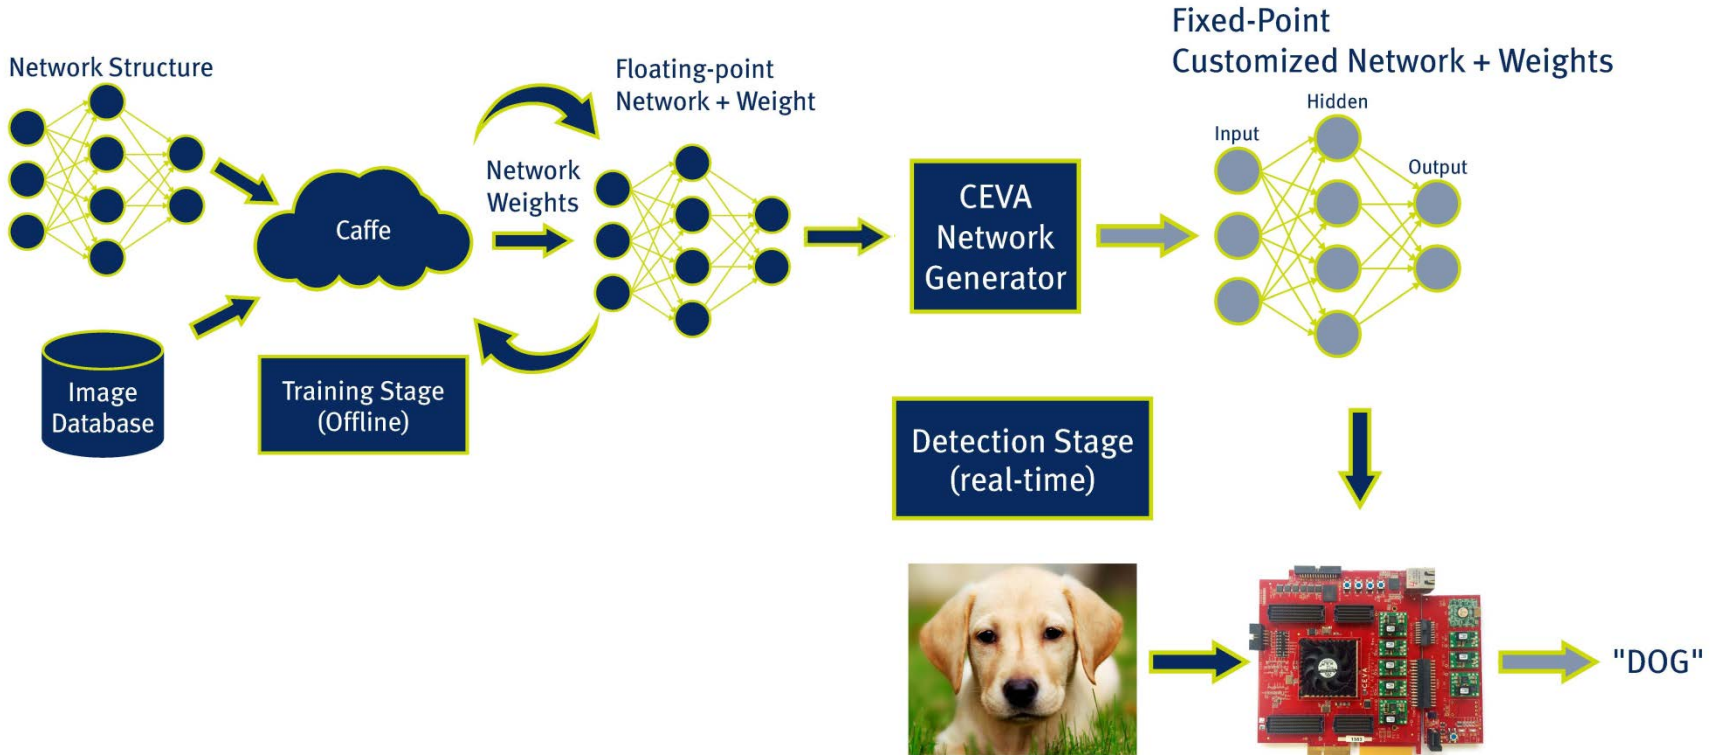 Network Structure
Caffe
Image
Database
Training Stage
(Offline)
Network
Weights
Floating-point
Network + Weight
CEVA
Network
Generator
Fixed-Point
Customized Network + Weights
Input
Hidden
Output
Detection Stage
(real-time)
CEVA
"DOG"